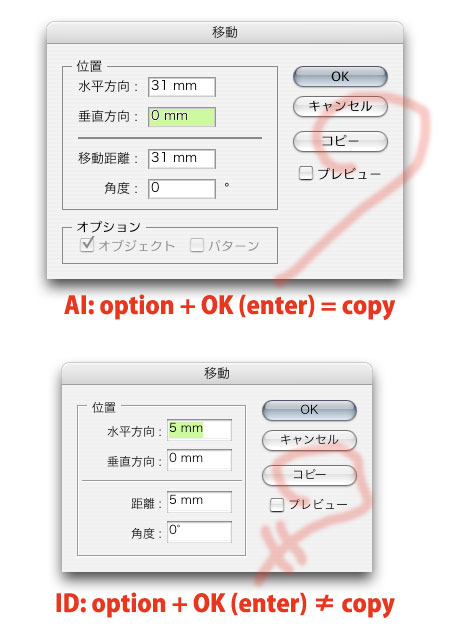 移動
位置
水平方向： 31 mm
OK
垂直方向： 0 mm
キャンセル
コピー
移動距離： 31 mm
プレビュー
角度： 0 °
オプション
オブジェクト パターン
AI: option + OK (enter) = copy
移動
位置
水平方向： 5 mm
OK
垂直方向： 0 mm
キャンセル
コピー
距離： 5 mm
プレビュー
角度： 0°
ID: option + OK (enter) ≠ copy